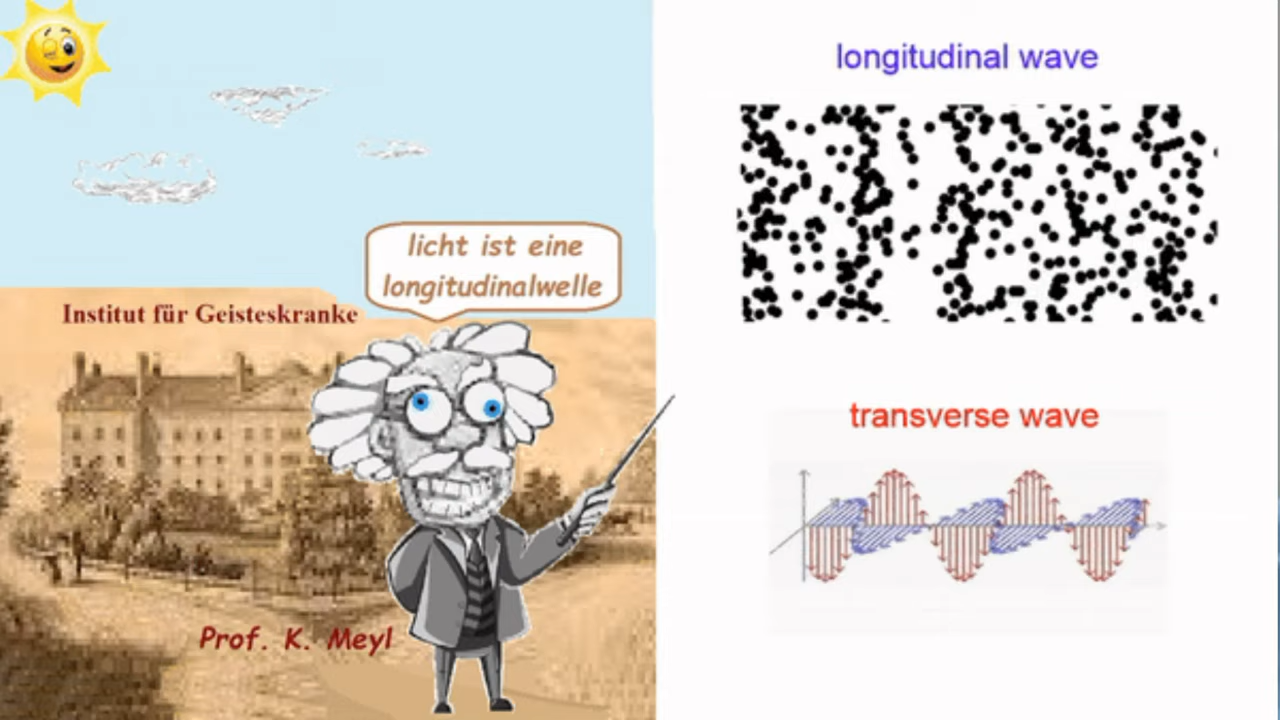 licht ist eine
longitudinalwelle
Institut für Geisteskranke
Prof. K. Meyl
longitudinal wave
transverse wave